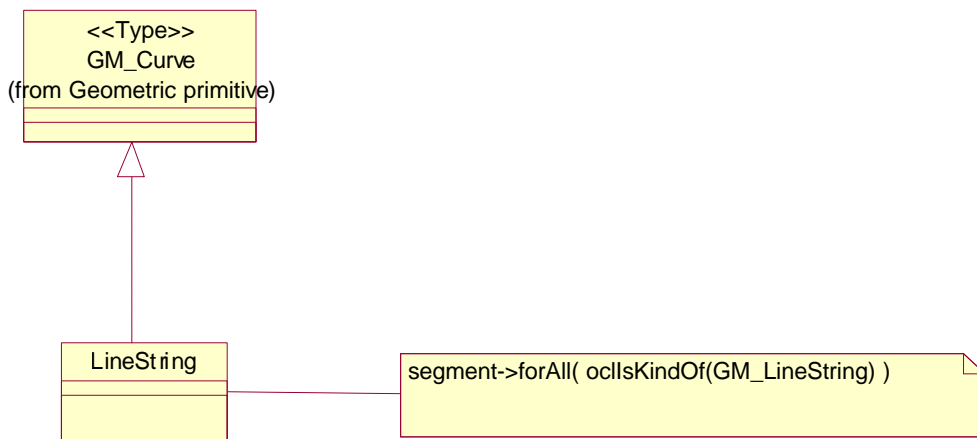 <<Type>>
GM_Curve
(from Geometric primitive)
LineString
segment->forAll( oclIsKindOf(GM_LineString) )